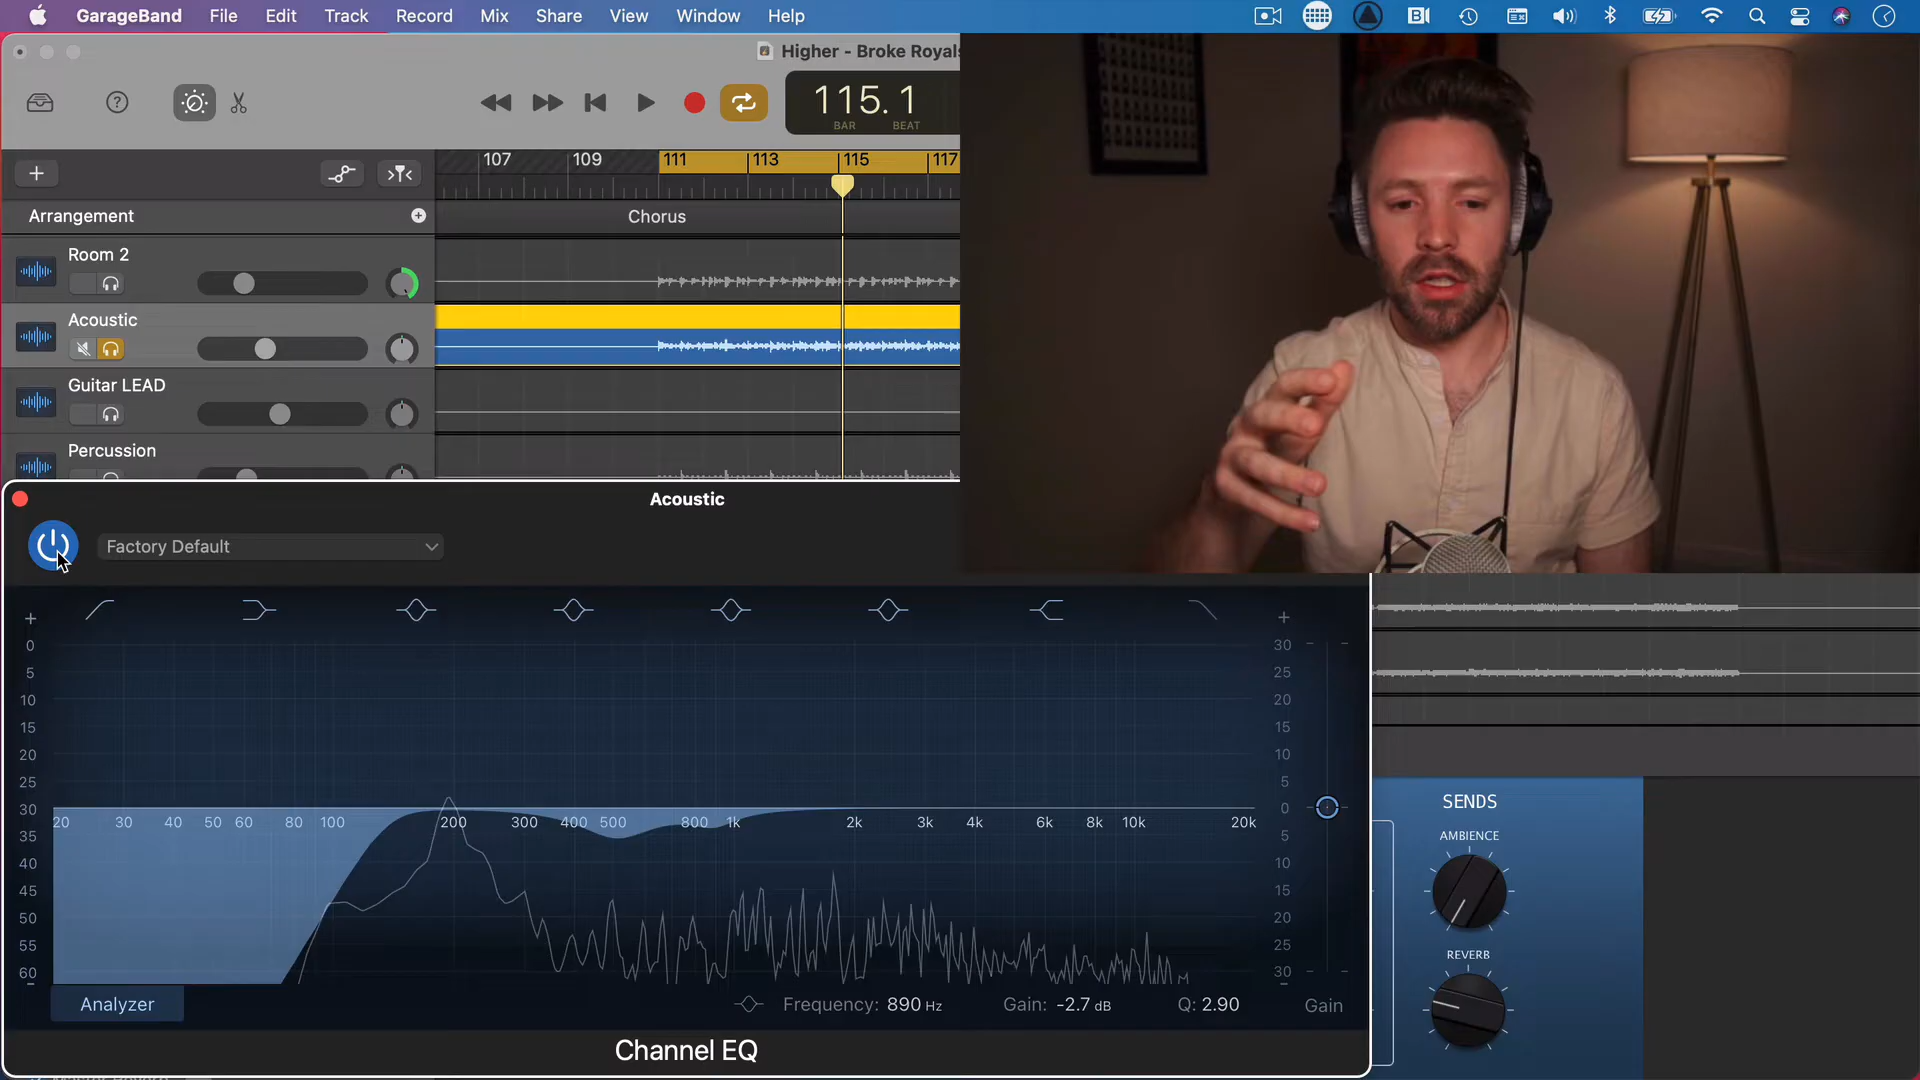 GarageBand File Edit Track Record Mix Share View Window Help
Higher - Broke Royals
115. 1
BAR BEAT
107 109 111 113 115 117
Arrangement
Chorus
Room 2
Acoustic
Guitar LEAD
Percussion
Acoustic
Factory Default
0 30
5 25
10 20
15 15
20 10
25 5
30 0
20 30 40 50 60 80 100 200 300 400 500 800 1k 2k 3k 4k 6k 8k 10k 20k
35 5
40 10
45 15
50 20
55 25
60 30
Analyzer
Frequency: 890 Hz Gain: -2.7 dB Q: 2.90 Gain
Channel EQ
SENDS
AMBIENCE
REVERB